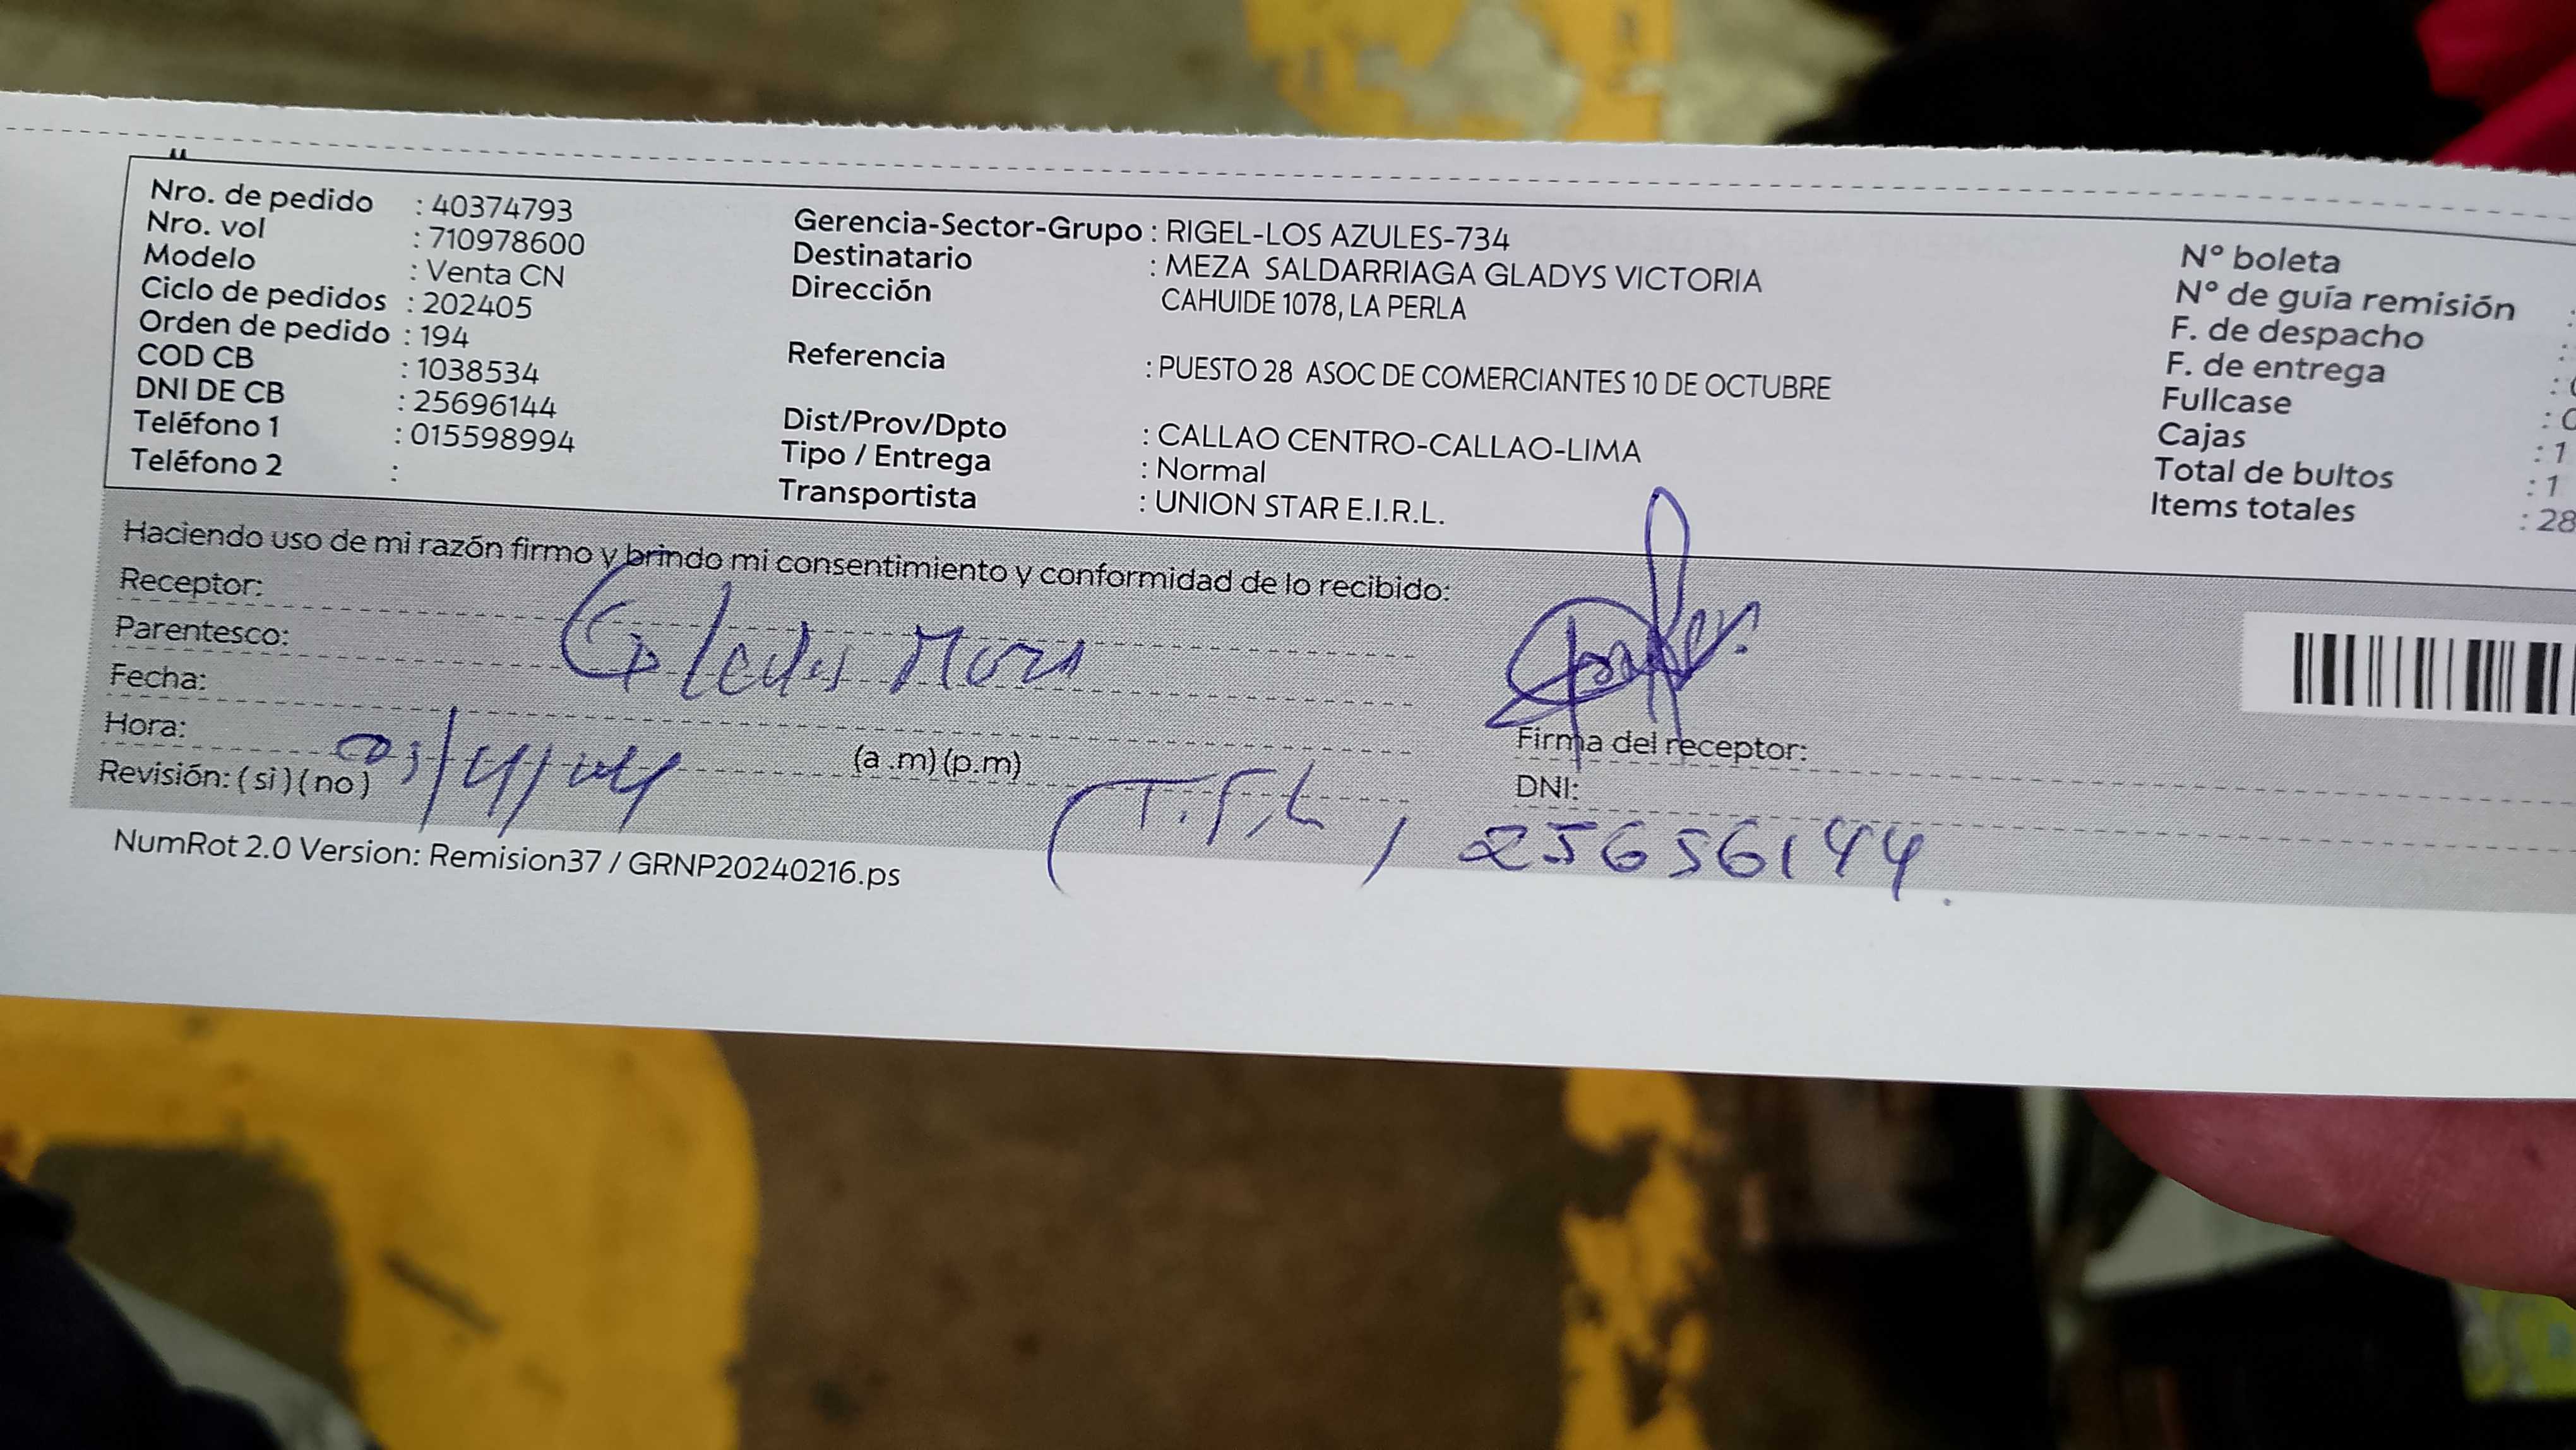 Nro. de pedido : 40374793
Nro. vol : 710978600
Modelo : Venta CN
Ciclo de pedidos : 202405
Orden de pedido : 194
COD CB : 1038534
DNI DE CB : 25696144
Teléfono 1 : 015598994
Teléfono 2 :
Gerencia-Sector-Grupo : RIGEL-LOS AZULES-734
Destinatario : MEZA SALDARRIAGA GLADYS VICTORIA
Dirección CAHUIDE 1078, LA PERLA
Referencia : PUESTO 28 ASOC DE COMERCIANTES 10 DE OCTUBRE
Dist/Prov/Dpto : CALLAO CENTRO-CALLAO-LIMA
Tipo / Entrega : Normal
Transportista : UNION STAR E.I.R.L.
N° boleta
N° de guía remisión :
F. de despacho :
F. de entrega :
Fullcase :
Cajas : 1
Total de bultos : 1
Items totales : 28
Haciendo uso de mi razón firmo y brindo mi consentimiento y conformidad de lo recibido:
Receptor:
Parentesco: Gladys
Fecha:
Hora: (a .m) (p.m)
Revisión: ( si ) ( no )
Firma del receptor:
DNI:
25656144.
NumRot 2.0 Version: Remision37 / GRNP20240216.ps